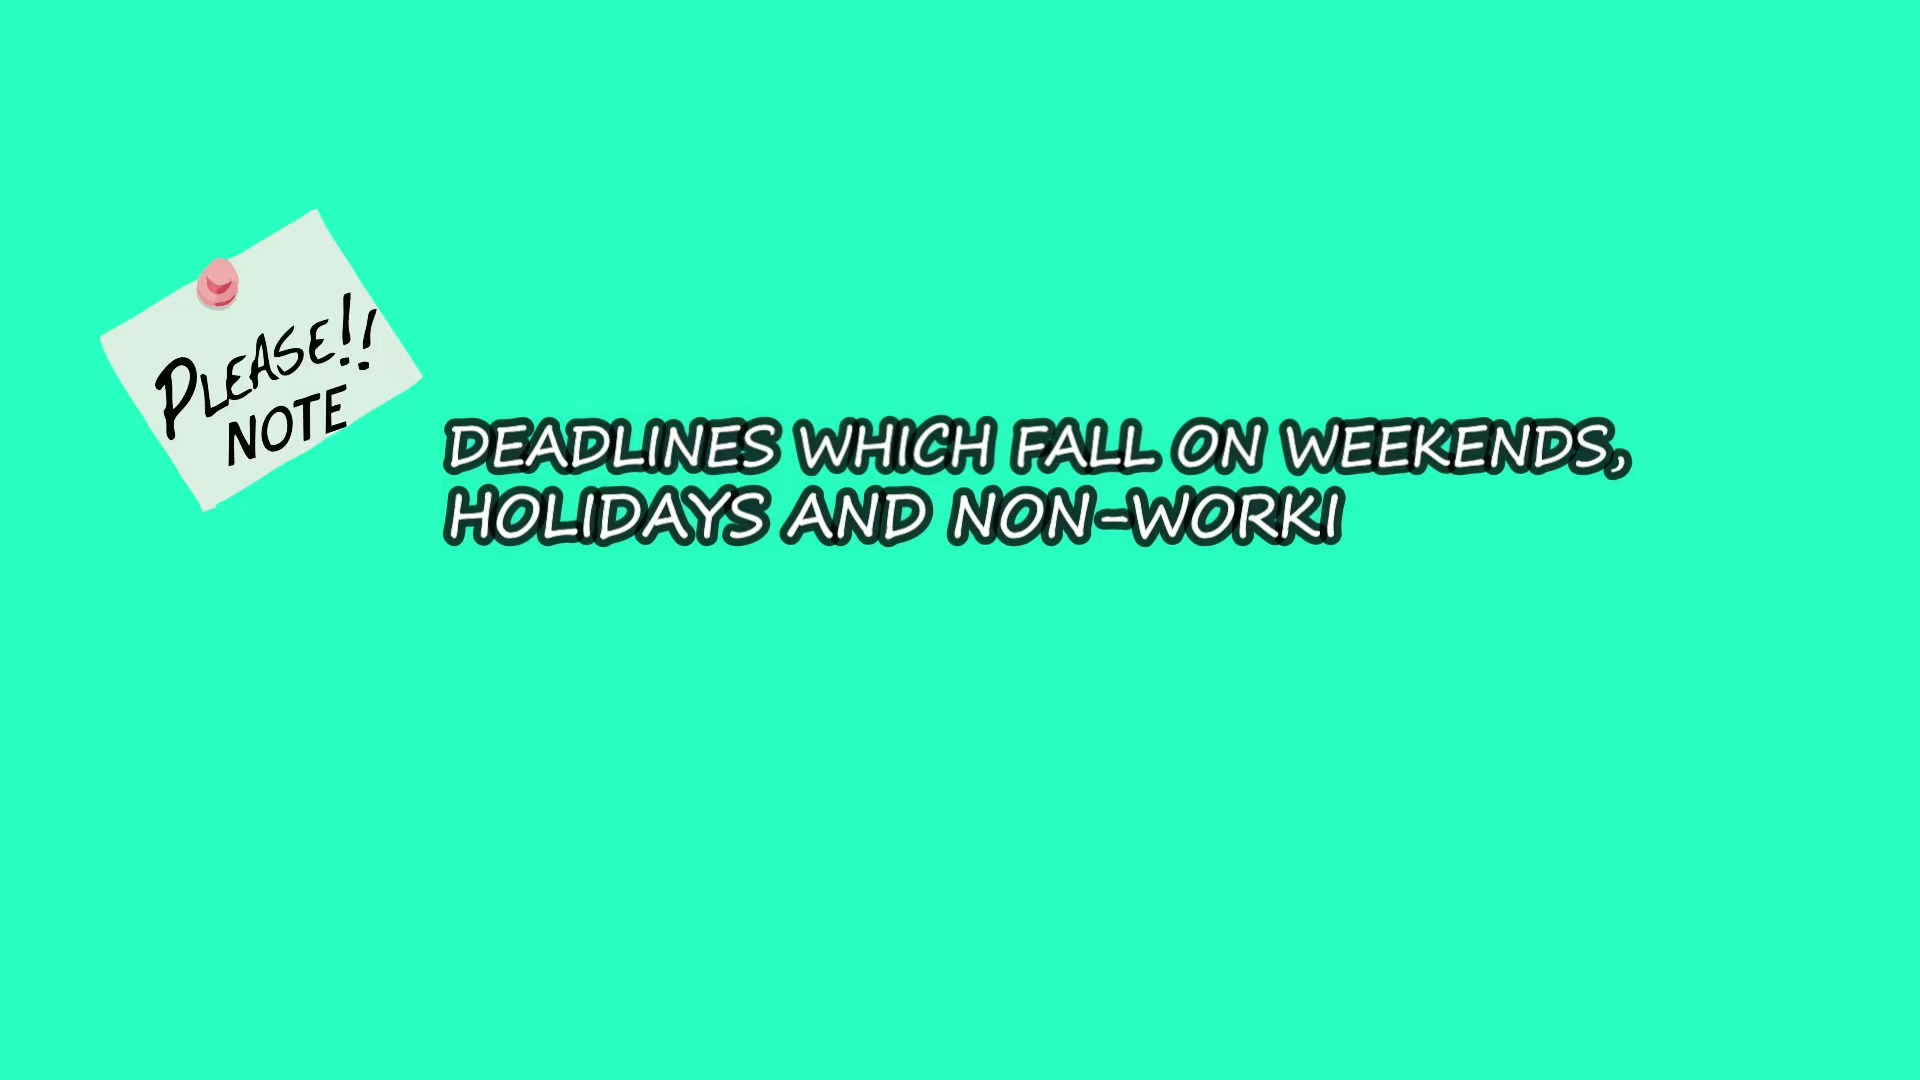 PLEASE!!
NOTE
DEADLINES WHICH FALL ON WEEKENDS,
HOLIDAYS AND NON-WORKI